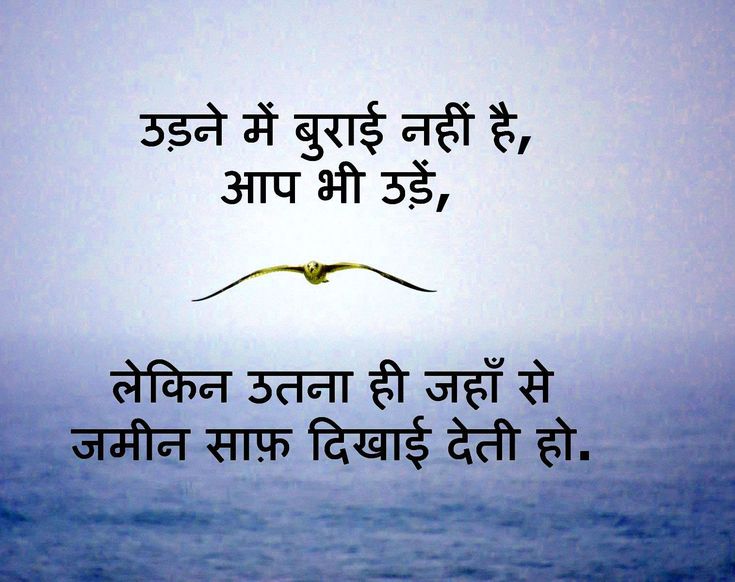 उड़ने में बुराई नहीं है,
आप भी उड़ें,
लेकिन उतना ही जहाँ से
जमीन साफ़ दिखाई देती हो.